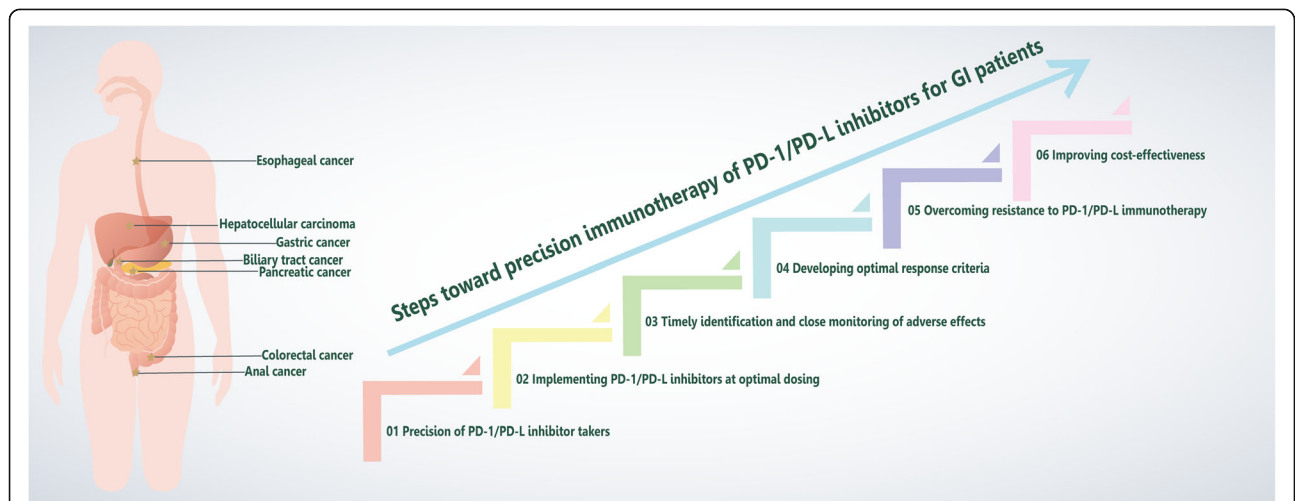 Esophageal cancer
Hepatocellular carcinoma
Gastric cancer
Biliary tract cancer
Pancreatic cancer
Colorectal cancer
Anal cancer
Steps toward precision immunotherapy of PD-1/PD-L inhibitors for GI patients
01 Precision of PD-1/PD-L inhibitor takers
02 Implementing PD-1/PD-L inhibitors at optimal dosing
03 Timely identification and close monitoring of adverse effects
04 Developing optimal response criteria
05 Overcoming resistance to PD-1/PD-L immunotherapy
06 Improving cost-effectiveness